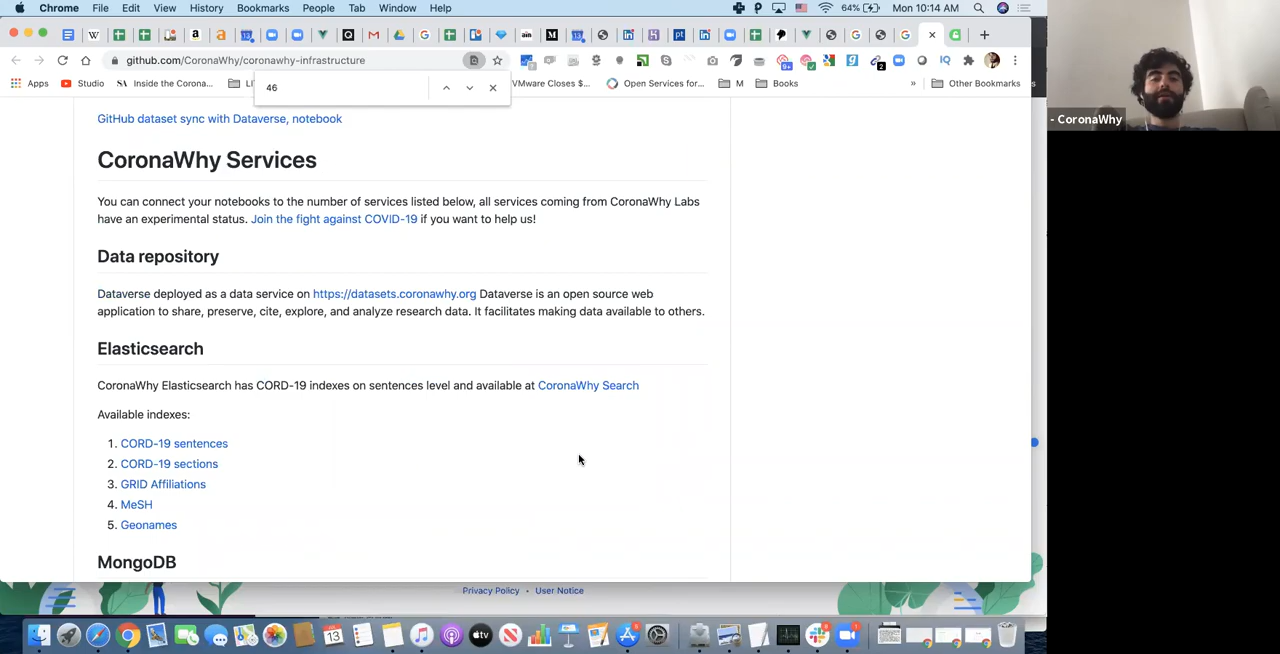 Chrome File Edit View History Bookmarks People Tab Window Help 64% Mon 10:14 AM
github.com/CoronaWhy/coronawhy-infrastructure
Apps Studio Inside the Corona... VMware Closes $... Open Services for... M Books » Other Bookmarks
46
GitHub dataset sync with Dataverse, notebook
CoronaWhy Services
You can connect your notebooks to the number of services listed below, all services coming from CoronaWhy Labs
have an experimental status. Join the fight against COVID-19 if you want to help us!
Data repository
Dataverse deployed as a data service on https://datasets.coronawhy.org Dataverse is an open source web
application to share, preserve, cite, explore, and analyze research data. It facilitates making data available to others.
Elasticsearch
CoronaWhy Elasticsearch has CORD-19 indexes on sentences level and available at CoronaWhy Search
Available indexes:
1. CORD-19 sentences
2. CORD-19 sections
3. GRID Affiliations
4. MeSH
5. Geonames
MongoDB
Privacy Policy • User Notice
- CoronaWhy